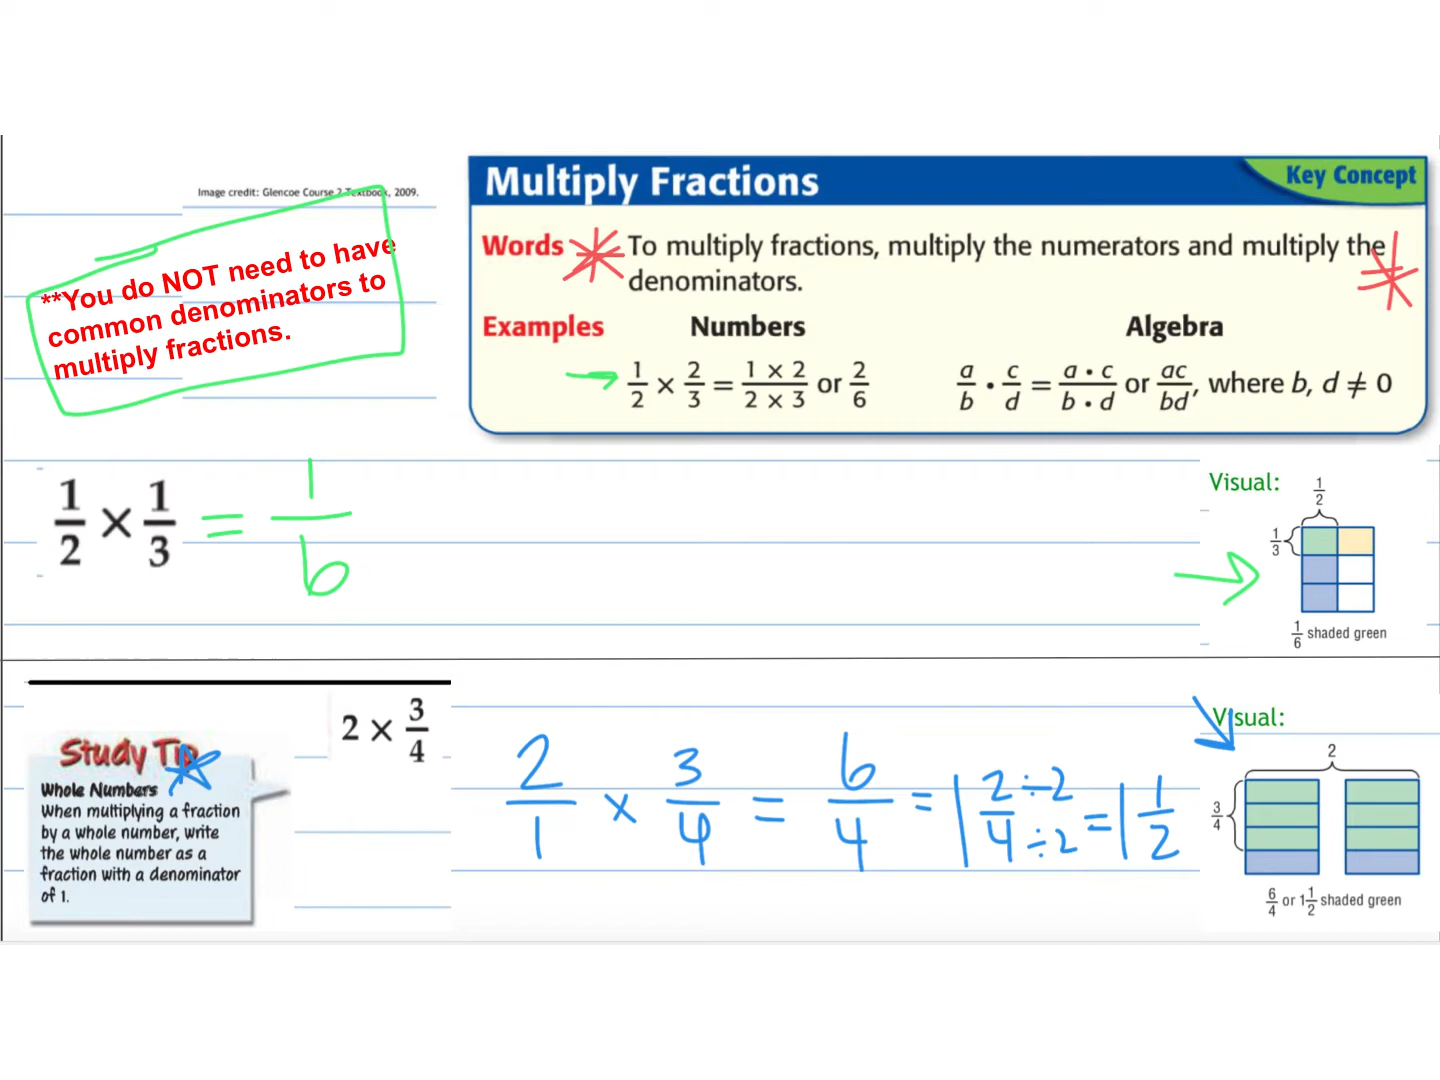 Image credit: Glencoe Course 2 Textbook, 2009.
**You do NOT need to have
common denominators to
multiply fractions.
Multiply Fractions
Key Concept
Words To multiply fractions, multiply the numerators and multiply the
denominators.
Examples Numbers Algebra
1/2 × 2/3 = 1 × 2/2 × 3 or 2/6
a/b • c/d = a • c/b • d or ac/bd, where b, d ≠ 0
1/2 × 1/3 = 1/6
Visual:
1/2
1/3
1/6 shaded green
2 × 3/4
Study Tip
Whole Numbers
When multiplying a fraction
by a whole number, write
the whole number as a
fraction with a denominator
of 1.
2/1 × 3/4 = 6/4 = 1 2÷2/4÷2 = 1 1/2
Visual:
2
3/4
6/4 or 1 1/2 shaded green